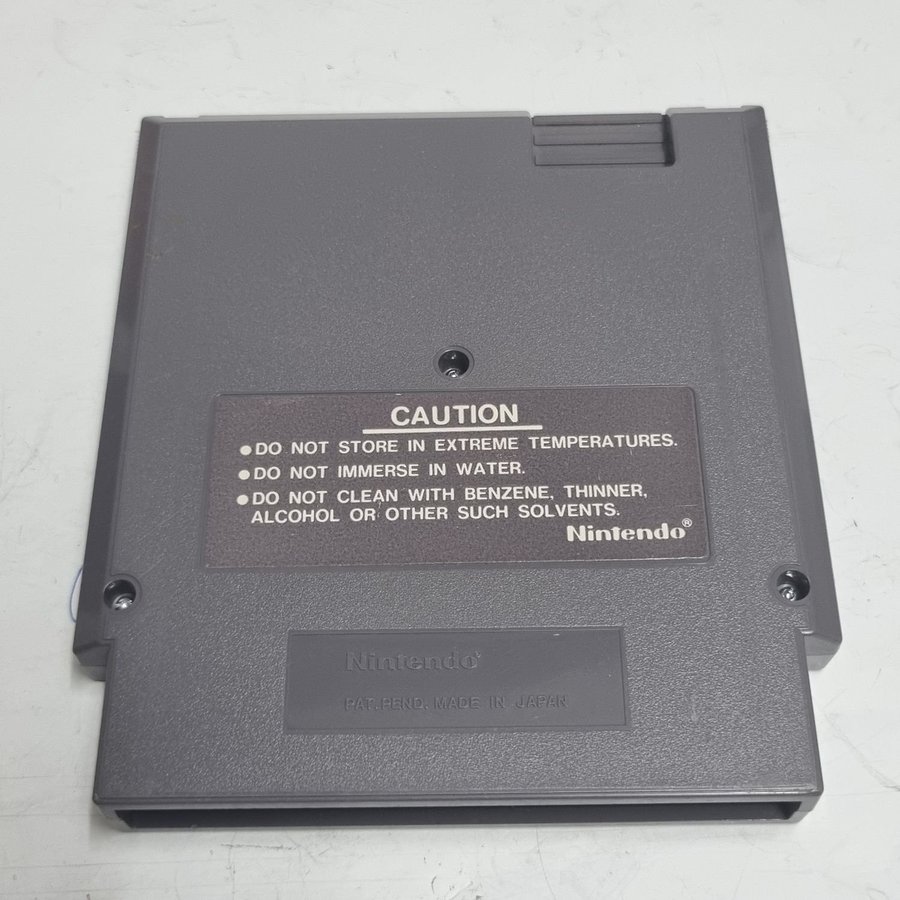 CAUTION
●DO NOT STORE IN EXTREME TEMPERATURES.
●DO NOT IMMERSE IN WATER.
●DO NOT CLEAN WITH BENZENE, THINNER,
ALCOHOL OR OTHER SUCH SOLVENTS.
Nintendo®
Nintendo®
PAT. PEND. MADE IN JAPAN